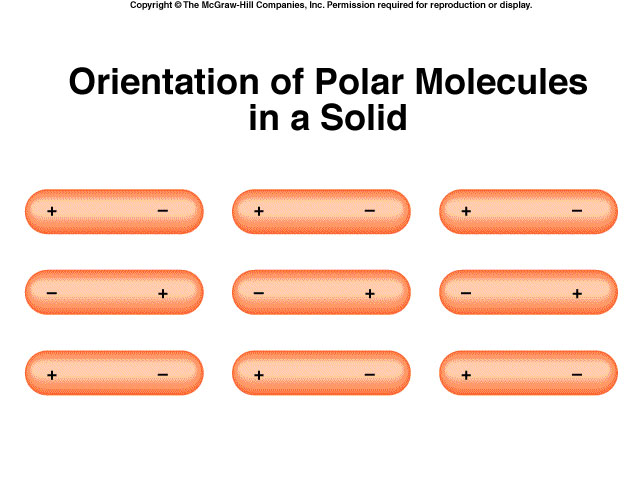 Copyright © The McGraw-Hill Companies, Inc. Permission required for reproduction or display.
Orientation of Polar Molecules
in a Solid
+ − + − + −
− + − + − +
+ − + − + −